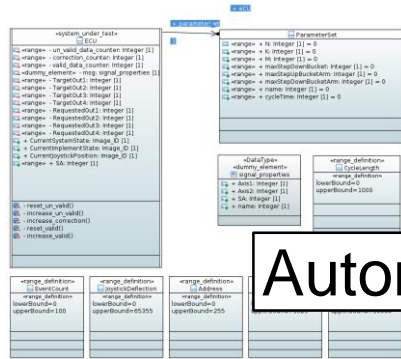 + ecu
+ parameter set
«system_under_test»
ECU
«range» - un_valid_data_counter: Integer [1]
«range» - correction_counter: Integer [1]
«range» - valid_data_counter: Integer [1]
«dummy_element» - msg: signal_properties [1]
«range» - TargetOut1: Integer [1]
«range» - TargetOut2: Integer [1]
«range» - TargetOut3: Integer [1]
«range» - TargetOut4: Integer [1]
«range» - RequestedOut1: Integer [1]
«range» - RequestedOut2: Integer [1]
«range» - RequestedOut3: Integer [1]
«range» - RequestedOut4: Integer [1]
+ CurrentSystemState: Image_ID [1]
+ CurrentImplementState: Image_ID [1]
+ CurrentJoystickPosition: Image_ID [1]
«range» + SA: Integer [1]
- reset_un_valid()
- increase_un_valid()
- increase_correction()
- reset_valid()
- increase_valid()
ParameterSet
«range» + N: Integer [1] = 0
«range» + K: Integer [1] = 0
«range» + M: Integer [1] = 0
«range» + maxStepDownBucket: Integer [1] = 0
«range» + maxStepUpBucketArm: Integer [1] = 0
«range» + maxStepDownBucketArm: Integer [1] = 0
«range» + name: Integer [1] = 0
«range» + cycleTime: Integer [1] = 0
«DataType»
«dummy_element»
signal_properties
+ Axis1: Integer [1]
+ Axis2: Integer [1]
+ SA: Integer [1]
+ name: Integer [1]
«range_definition»
CycleLength
«range_definition»
lowerBound=0
upperBound=1000
Autor
«range_definition»
EventCount
«range_definition»
lowerBound=0
upperBound=100
«range_definition»
JoystickDeflection
«range_definition»
lowerBound=0
upperBound=65355
«range_definition»
Address
«range_definition»
lowerBound=0
upperBound=255